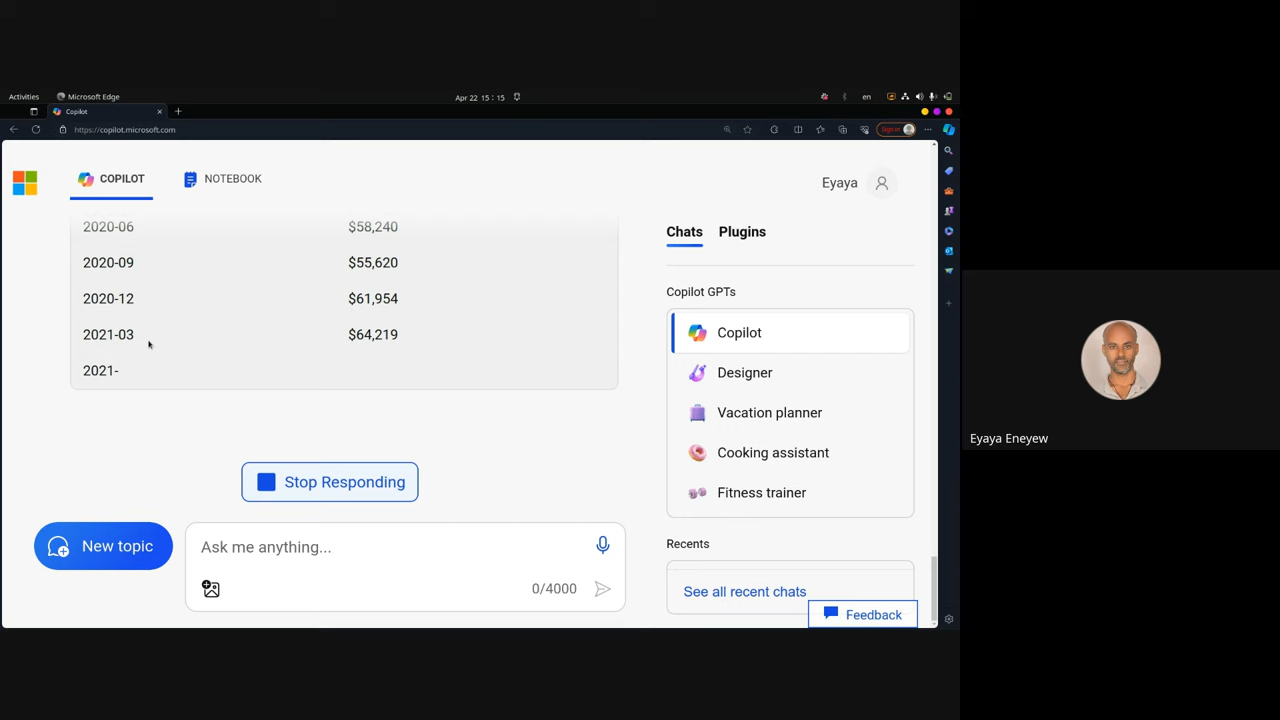 Activities
Microsoft Edge
Apr 22 15:15
en
Copilot
https://copilot.microsoft.com
Sign in
COPILOT
NOTEBOOK
Eyaya
2020-06 $58,240
2020-09 $55,620
2020-12 $61,954
2021-03 $64,219
2021-
Stop Responding
New topic
Ask me anything...
0/4000
Chats
Plugins
Copilot GPTs
Copilot
Designer
Vacation planner
Cooking assistant
Fitness trainer
Recents
See all recent chats
Feedback
Eyaya Eneyew